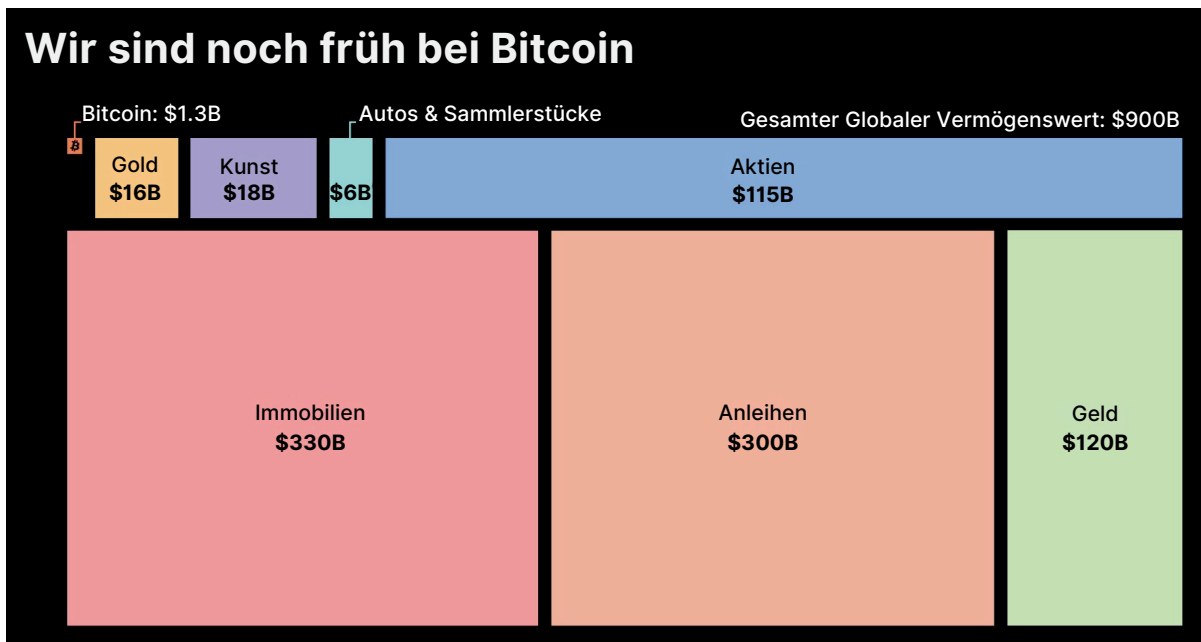 Wir sind noch früh bei Bitcoin
Bitcoin: $1.3B
Autos & Sammlerstücke
Gesamter Globaler Vermögenswert: $900B
Gold
$16B
Kunst
$18B
$6B
Aktien
$115B
Immobilien
$330B
Anleihen
$300B
Geld
$120B